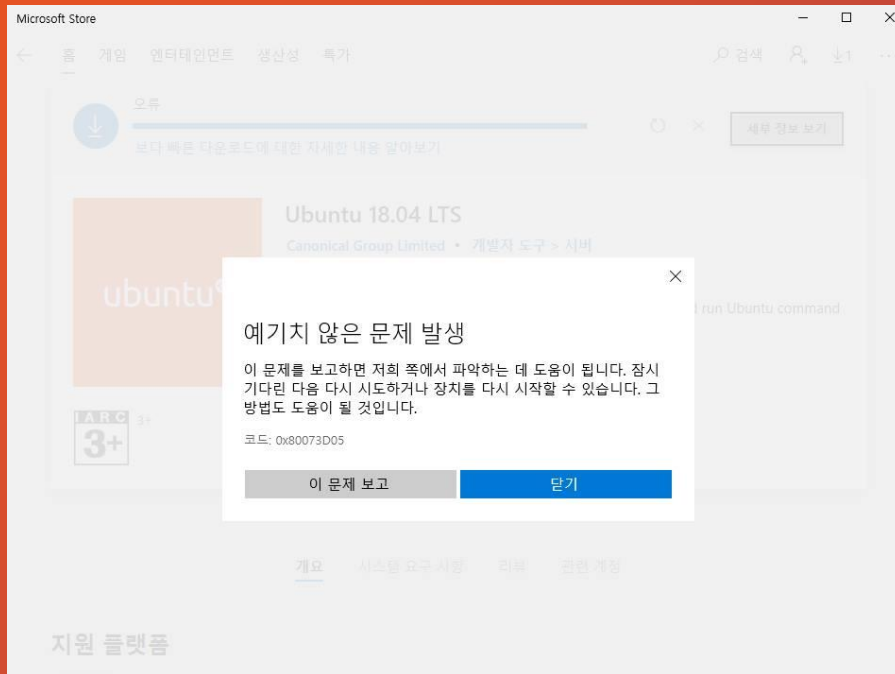 Microsoft Store
홈 게임 엔터테인먼트 생산성 특가
검색
1
오류
보다 빠른 다운로드에 대한 자세한 내용 알아보기
세부 정보 보기
Ubuntu 18.04 LTS
Canonical Group Limited • 개발자 도구 > 서버
ubuntu
d run Ubuntu command
예기치 않은 문제 발생
이 문제를 보고하면 저희 쪽에서 파악하는 데 도움이 됩니다. 잠시
기다린 다음 다시 시도하거나 장치를 다시 시작할 수 있습니다. 그
방법도 도움이 될 것입니다.
코드: 0x80073D05
이 문제 보고
닫기
IARC
3+
3+
개요 시스템 요구 사항 리뷰 관련 계정
지원 플랫폼